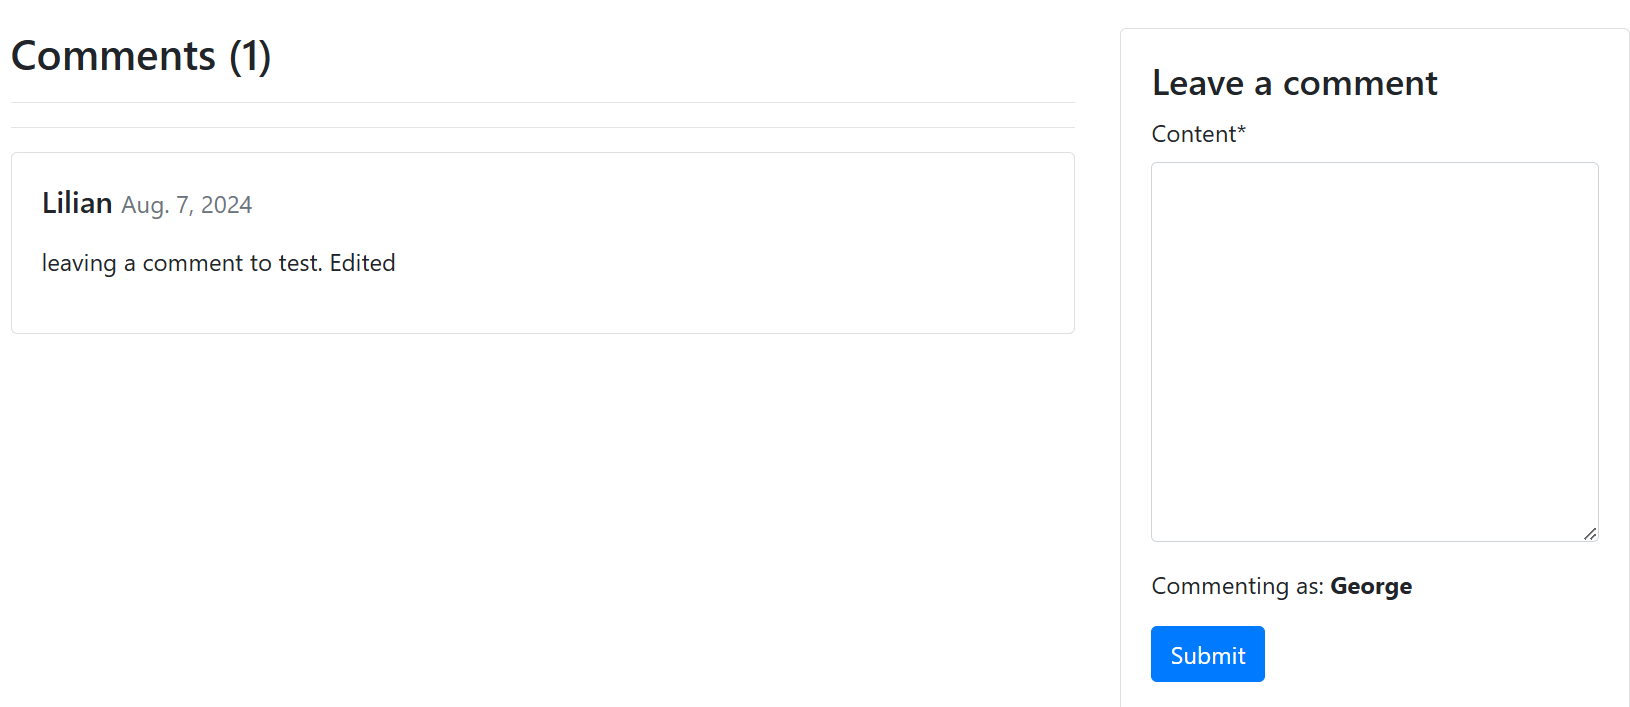 Comments (1)
Lilian Aug. 7, 2024
leaving a comment to test. Edited
Leave a comment
Content*
Commenting as: George
Submit